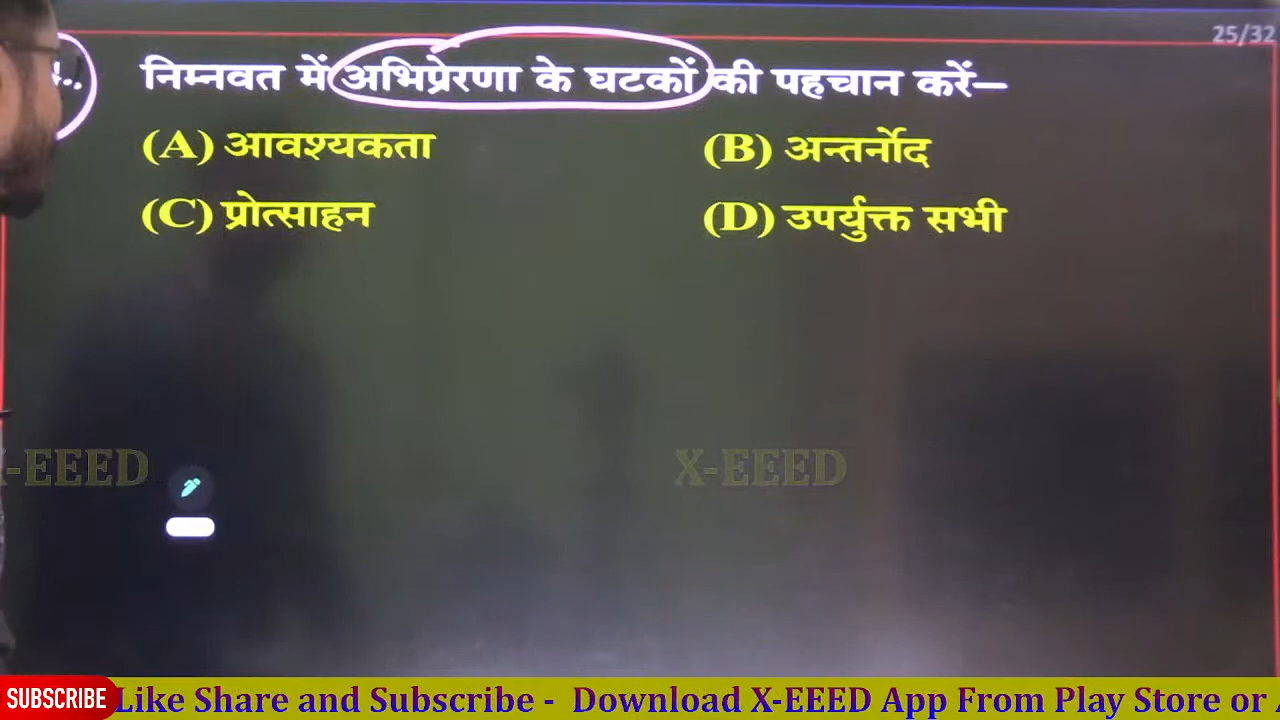 25/32
निम्नवत में अभिप्रेरणा के घटकों की पहचान करें—
(A) आवश्यकता (B) अन्तर्नोद
(C) प्रोत्साहन (D) उपर्युक्त सभी
-EEED X-EEED
SUBSCRIBE Like Share and Subscribe - Download X-EEED App From Play Store or